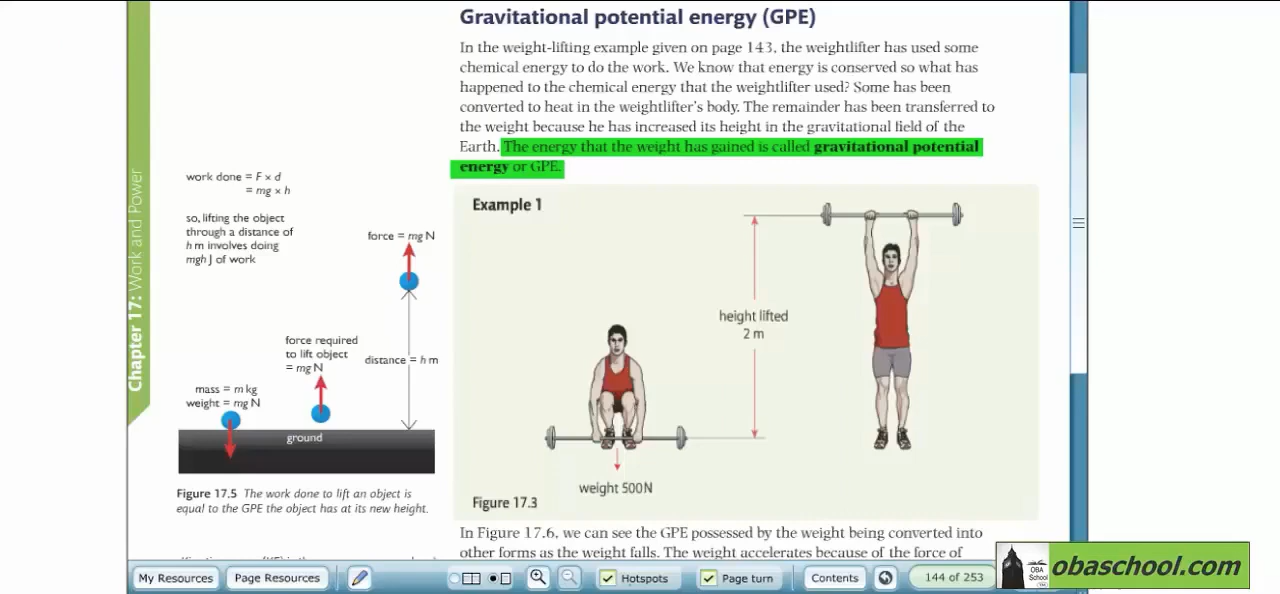 Gravitational potential energy (GPE)
In the weight-lifting example given on page 143, the weightlifter has used some
chemical energy to do the work. We know that energy is conserved so what has
happened to the chemical energy that the weightlifter used? Some has been
converted to heat in the weightlifter's body. The remainder has been transferred to
the weight because he has increased its height in the gravitational field of the
Earth. The energy that the weight has gained is called gravitational potential
energy or GPE.
Chapter 17: Work and Power
work done = F × d
= mg × h
so, lifting the object
through a distance of
h m involves doing
mgh J of work
force = mg N
force required
to lift object
= mg N
distance = h m
mass = m kg
weight = mg N
ground
Figure 17.5 The work done to lift an object is
equal to the GPE the object has at its new height.
Example 1
height lifted
2 m
weight 500N
Figure 17.3
In Figure 17.6, we can see the GPE possessed by the weight being converted into
other forms as the weight falls. The weight accelerates because of the force of
My Resources
Page Resources
Hotspots
Page turn
Contents
144 of 253
OBA
School
obaschool.com